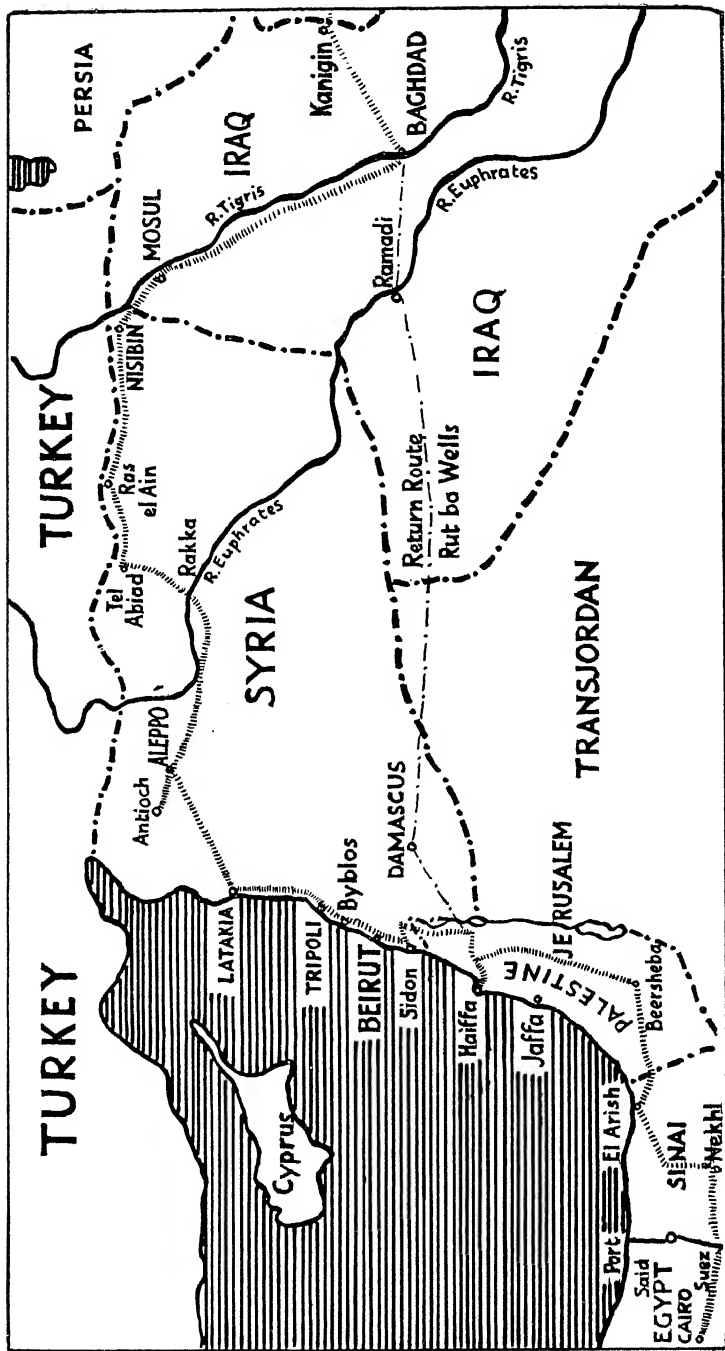 TURKEY
TURKEY
PERSIA
Cyprus
LATAKIA
TRIPOLI
Byblos
BEIRUT
Sidon
Haiffa
Jaffa
Port
Said
El Arish
EGYPT
CAIRO
Suez
SINAI
Nekhl
Antioch
ALEPPO
Tel
Abiad
Ras
el Ain
NISIBIN
MOSUL
R.Tigris
IRAQ
Kanigin
Rakka
R.Euphrates
SYRIA
DAMASCUS
Return Route
Rut ba Wells
Ramadi
BAGHDAD
R.Tigris
R.Euphrates
IRAQ
JERUSALEM
PALESTINE
Beersheba
TRANSJORDAN